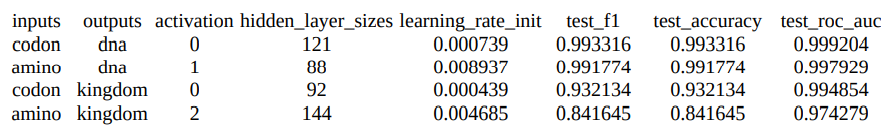 inputs outputs activation hidden_layer_sizes learning_rate_init test_f1 test_accuracy test_roc_auc
codon dna 0 121 0.000739 0.993316 0.993316 0.999204
amino dna 1 88 0.008937 0.991774 0.991774 0.997929
codon kingdom 0 92 0.000439 0.932134 0.932134 0.994854
amino kingdom 2 144 0.004685 0.841645 0.841645 0.974279